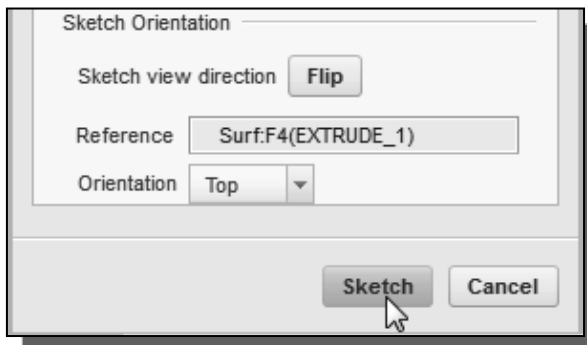 Sketch Orientation
Sketch view direction Flip
Reference Surf:F4(EXTRUDE_1)
Orientation Top
Sketch Cancel